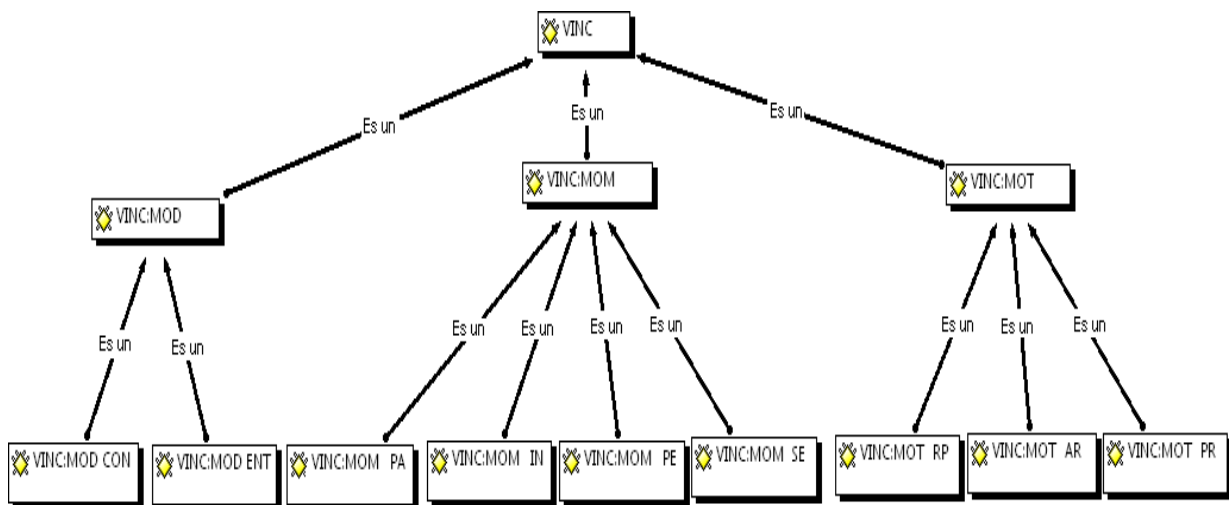 VINC
Es un
Es un
Es un
VINC:MOD
VINC:MOM
VINC:MOT
Es un
Es un
Es un
Es un
Es un
Es un
Es un
Es un
Es un
VINC:MOD CON
VINC:MOD ENT
VINC:MOM PA
VINC:MOM IN
VINC:MOM PE
VINC:MOM SE
VINC:MOT RP
VINC:MOT AR
VINC:MOT PR